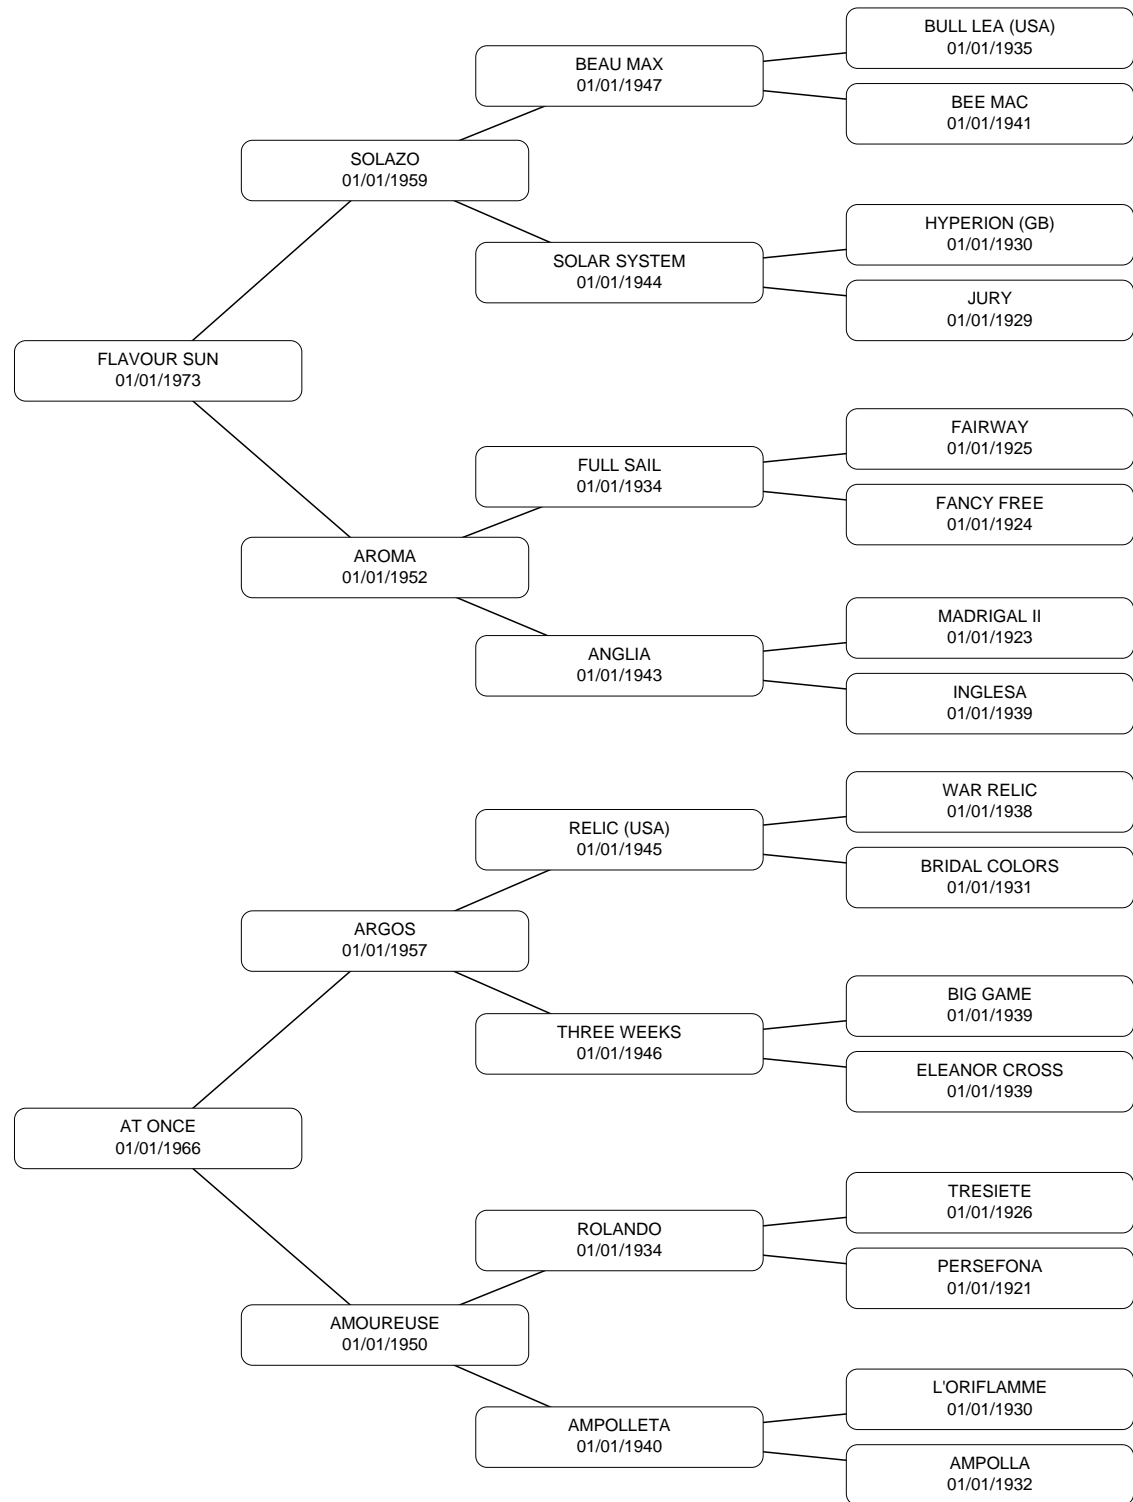 BULL LEA (USA)
01/01/1935
BEAU MAX
01/01/1947
BEE MAC
01/01/1941
SOLAZO
01/01/1959
HYPERION (GB)
01/01/1930
SOLAR SYSTEM
01/01/1944
JURY
01/01/1929
FLAVOUR SUN
01/01/1973
FAIRWAY
01/01/1925
FULL SAIL
01/01/1934
FANCY FREE
01/01/1924
AROMA
01/01/1952
MADRIGAL II
01/01/1923
ANGLIA
01/01/1943
INGLESA
01/01/1939
WAR RELIC
01/01/1938
RELIC (USA)
01/01/1945
BRIDAL COLORS
01/01/1931
ARGOS
01/01/1957
BIG GAME
01/01/1939
THREE WEEKS
01/01/1946
ELEANOR CROSS
01/01/1939
AT ONCE
01/01/1966
TRESIETE
01/01/1926
ROLANDO
01/01/1934
PERSEFONA
01/01/1921
AMOUREUSE
01/01/1950
L'ORIFLAMME
01/01/1930
AMPOLLETA
01/01/1940
AMPOLLA
01/01/1932